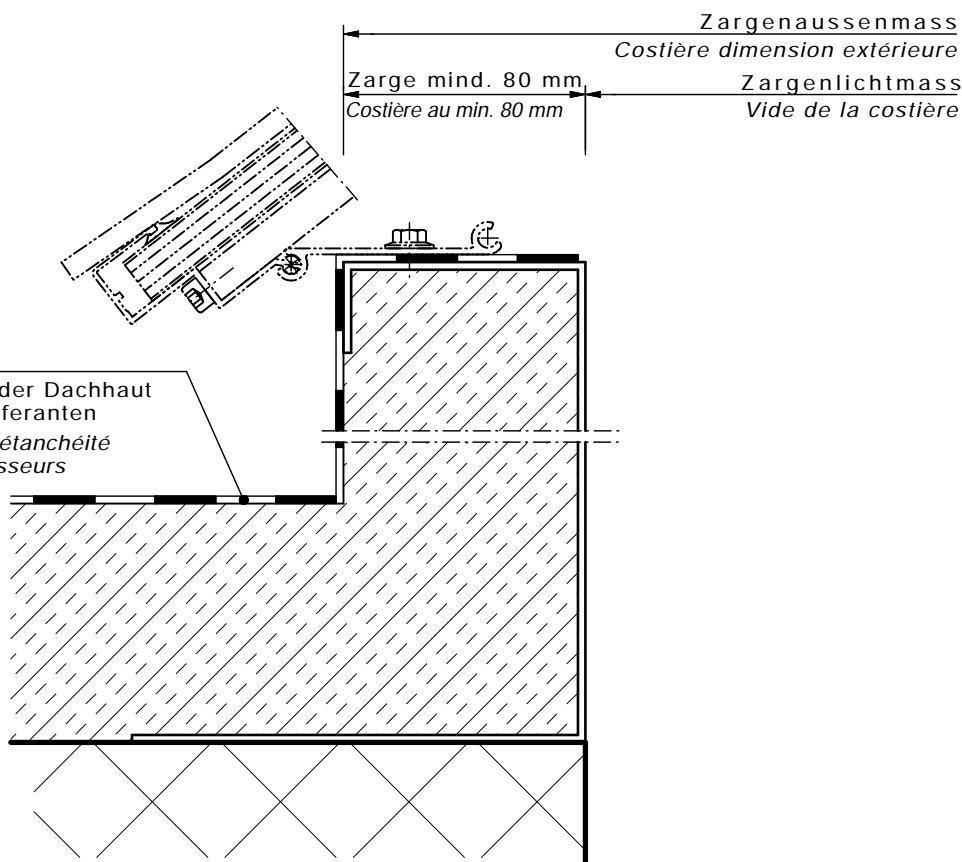 Zargenaussenmass
Costière dimension extérieure
Zarge mind. 80 mm
Costière au min. 80 mm
Zargenlichtmass
Vide de la costière
der Dachhaut
feranten
étanchéité
sseurs